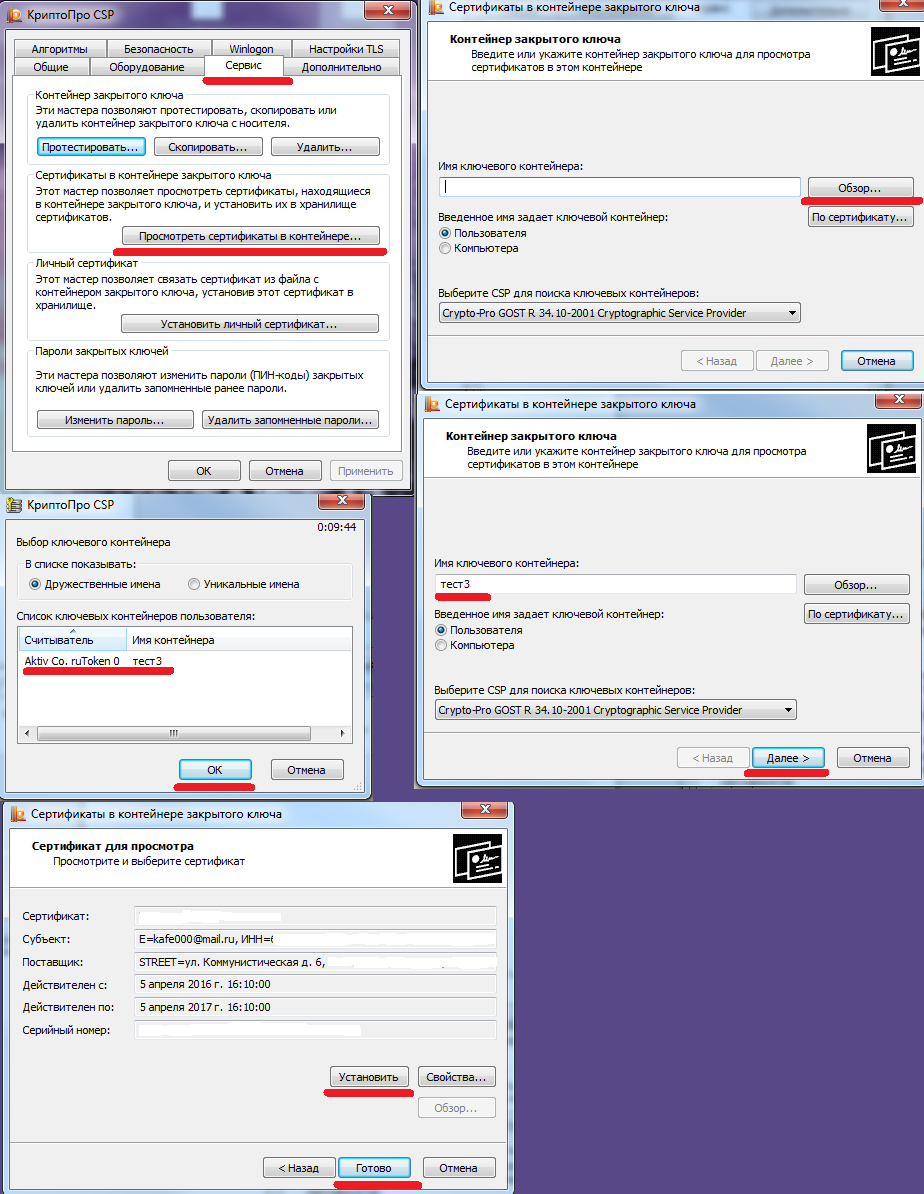 КриптоПро CSP
Алгоритмы Безопасность Winlogon Настройки TLS
Общие Оборудование Сервис Дополнительно
Контейнер закрытого ключа
Эти мастера позволяют протестировать, скопировать или
удалить контейнер закрытого ключа с носителя.
Протестировать... Скопировать... Удалить...
Сертификаты в контейнере закрытого ключа
Этот мастер позволяет просмотреть сертификаты, находящиеся
в контейнере закрытого ключа, и установить их в хранилище
сертификатов.
Просмотреть сертификаты в контейнере...
Личный сертификат
Этот мастер позволяет связать сертификат из файла с
контейнером закрытого ключа, установив этот сертификат в
хранилище.
Установить личный сертификат...
Пароли закрытых ключей
Эти мастера позволяют изменить пароли (ПИН-коды) закрытых
ключей или удалить запомненные ранее пароли.
Изменить пароль... Удалить запомненные пароли...
ОК Отмена Применить
Сертификаты в контейнере закрытого ключа
Контейнер закрытого ключа
Введите или укажите контейнер закрытого ключа для просмотра
сертификатов в этом контейнере
Имя ключевого контейнера:
Обзор...
Введенное имя задает ключевой контейнер:
По сертификату...
Пользователя
Компьютера
Выберите CSP для поиска ключевых контейнеров:
Crypto-Pro GOST R 34.10-2001 Cryptographic Service Provider
< Назад Далее > Отмена
КриптоПро CSP
0:09:44
Выбор ключевого контейнера
В списке показывать:
Дружественные имена Уникальные имена
Список ключевых контейнеров пользователя:
Считыватель Имя контейнера
Aktiv Co. ruToken 0 тест3
ОК Отмена
Сертификаты в контейнере закрытого ключа
Контейнер закрытого ключа
Введите или укажите контейнер закрытого ключа для просмотра
сертификатов в этом контейнере
Имя ключевого контейнера:
тест3 Обзор...
Введенное имя задает ключевой контейнер:
По сертификату...
Пользователя
Компьютера
Выберите CSP для поиска ключевых контейнеров:
Crypto-Pro GOST R 34.10-2001 Cryptographic Service Provider
< Назад Далее > Отмена
Сертификаты в контейнере закрытого ключа
Сертификат для просмотра
Просмотрите и выберите сертификат
Сертификат:
Субъект: E=kafe000@mail.ru, ИНН=6
Поставщик: STREET=ул. Коммунистическая д. 6,
Действителен с: 5 апреля 2016 г. 16:10:00
Действителен по: 5 апреля 2017 г. 16:10:00
Серийный номер:
Установить Свойства...
Обзор...
< Назад Готово Отмена